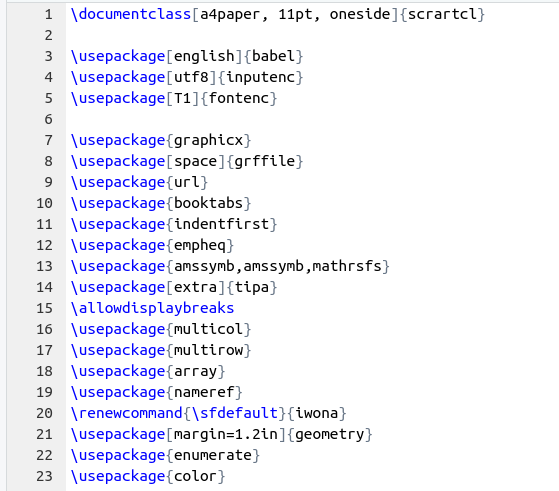 1 \documentclass[a4paper, 11pt, oneside]{scrartcl}
2
3 \usepackage[english]{babel}
4 \usepackage[utf8]{inputenc}
5 \usepackage[T1]{fontenc}
6
7 \usepackage{graphicx}
8 \usepackage[space]{grffile}
9 \usepackage{url}
10 \usepackage{booktabs}
11 \usepackage{indentfirst}
12 \usepackage{empheq}
13 \usepackage{amssymb,amssymb,mathrsfs}
14 \usepackage[extra]{tipa}
15 \allowdisplaybreaks
16 \usepackage{multicol}
17 \usepackage{multirow}
18 \usepackage{array}
19 \usepackage{nameref}
20 \renewcommand{\sfdefault}{iwona}
21 \usepackage[margin=1.2in]{geometry}
22 \usepackage{enumerate}
23 \usepackage{color}